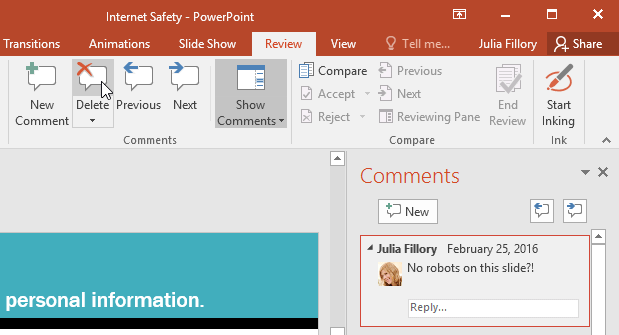 Internet Safety - PowerPoint
Transitions Animations Slide Show Review View Tell me... Julia Fillory Share
New Comment
Delete
Previous
Next
Show Comments
Comments
Compare
Accept
Reject
Previous
Next
Reviewing Pane
End Review
Compare
Start Inking
Ink
Comments
New
Julia Fillory February 25, 2016
No robots on this slide?!
Reply...
personal information.